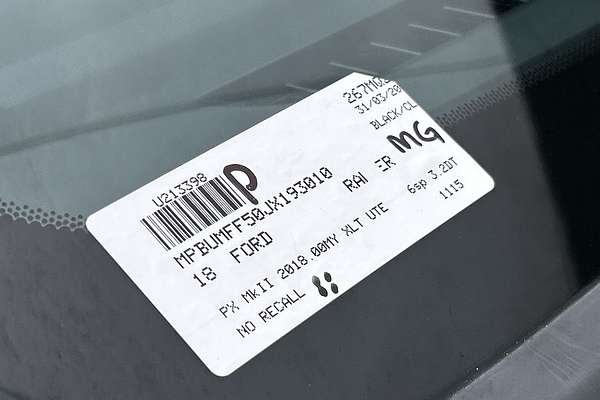 U213398
P
MPBUMFF50JX193010
18 FORD RAN ER
PX MkII 2018.00MY XLT UTE 6sp 3.2DT
NO RECALL 1115
31/03/20
BLACK/CL
MG